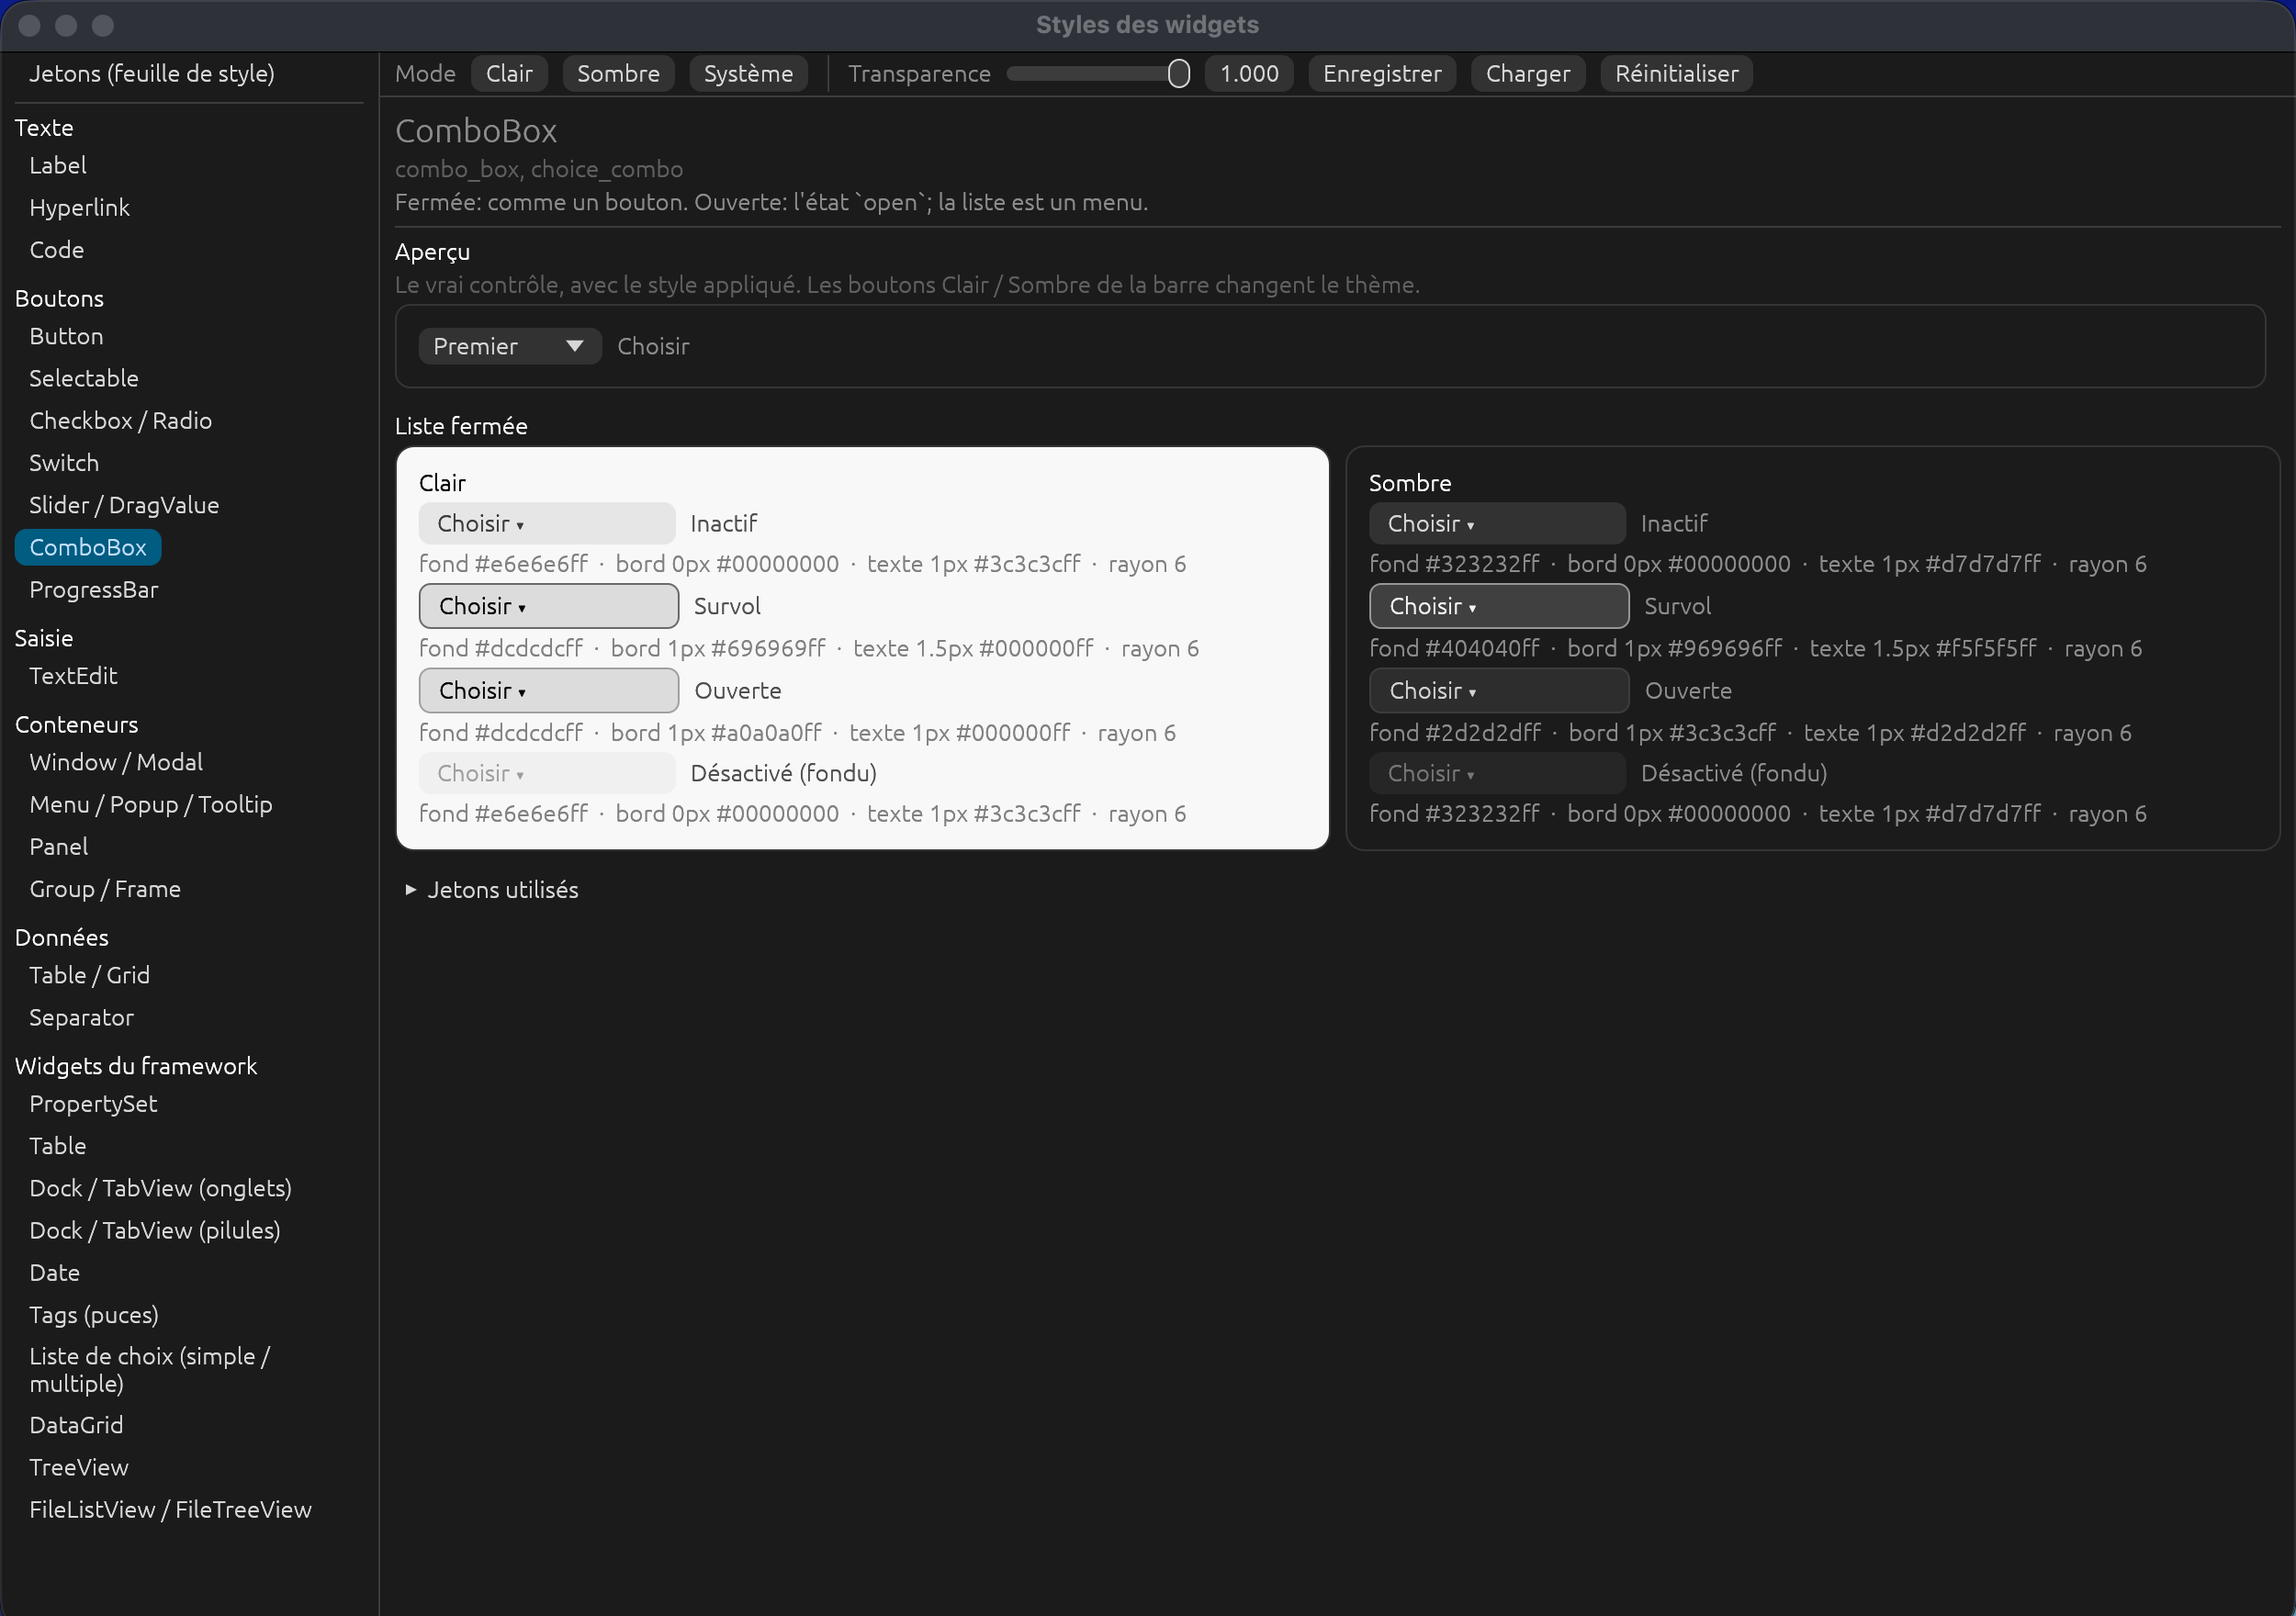 Styles des widgets
Jetons (feuille de style)
Texte
Label
Hyperlink
Code
Boutons
Button
Selectable
Checkbox / Radio
Switch
Slider / DragValue
ComboBox
ProgressBar
Saisie
TextEdit
Conteneurs
Window / Modal
Menu / Popup / Tooltip
Panel
Group / Frame
Données
Table / Grid
Separator
Widgets du framework
PropertySet
Table
Dock / TabView (onglets)
Dock / TabView (pilules)
Date
Tags (puces)
Liste de choix (simple /
multiple)
DataGrid
TreeView
FileListView / FileTreeView
Mode Clair Sombre Système Transparence 1.000 Enregistrer Charger Réinitialiser
ComboBox
combo_box, choice_combo
Fermée: comme un bouton. Ouverte: l'état `open`; la liste est un menu.
Aperçu
Le vrai contrôle, avec le style appliqué. Les boutons Clair / Sombre de la barre changent le thème.
Premier ▼ Choisir
Liste fermée
Clair
Choisir ▾ Inactif
fond #e6e6e6ff · bord 0px #00000000 · texte 1px #3c3c3cff · rayon 6
Choisir ▾ Survol
fond #dcdcdcff · bord 1px #696969ff · texte 1.5px #000000ff · rayon 6
Choisir ▾ Ouverte
fond #dcdcdcff · bord 1px #a0a0a0ff · texte 1px #000000ff · rayon 6
Choisir ▾ Désactivé (fondu)
fond #e6e6e6ff · bord 0px #00000000 · texte 1px #3c3c3cff · rayon 6
Sombre
Choisir ▾ Inactif
fond #323232ff · bord 0px #00000000 · texte 1px #d7d7d7ff · rayon 6
Choisir ▾ Survol
fond #404040ff · bord 1px #969696ff · texte 1.5px #f5f5f5ff · rayon 6
Choisir ▾ Ouverte
fond #2d2d2dff · bord 1px #3c3c3cff · texte 1px #d2d2d2ff · rayon 6
Choisir ▾ Désactivé (fondu)
fond #323232ff · bord 0px #00000000 · texte 1px #d7d7d7ff · rayon 6
▶ Jetons utilisés